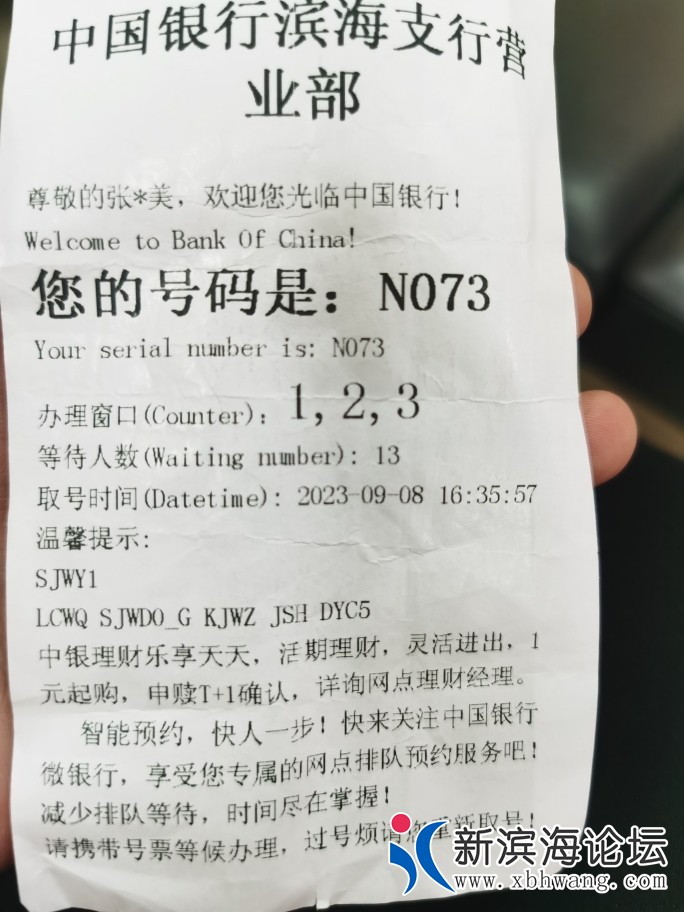 中国银行滨海支行营
业部
尊敬的张*美，欢迎您光临中国银行！
Welcome to Bank Of China!
您的号码是：N073
Your serial number is: N073
办理窗口(Counter)：1,2,3
等待人数(Waiting number): 13
取号时间(Datetime): 2023-09-08 16:35:57
温馨提示:
SJWY1
LCWQ SJWDO_G KJWZ JSH DYC5
中银理财乐享天天，活期理财，灵活进出，1
元起购，申赎T+1确认，详询网点理财经理。
智能预约，快人一步！快来关注中国银行
微银行，享受您专属的网点排队预约服务吧！
减少排队等待，时间尽在掌握！
请携带号票等候办理，过号烦请您重新取号！
新滨海论坛
www.xbhwang.com